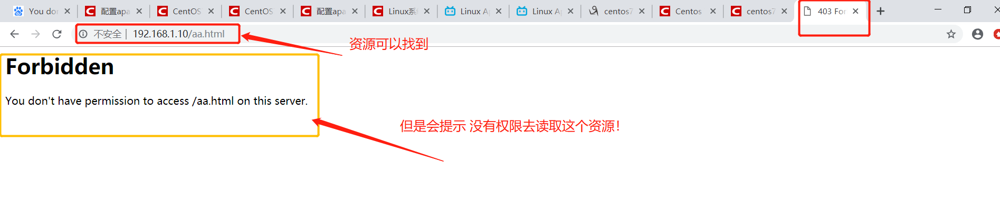 You don
配置apa
CentOS
CentOS
配置apa
Linux系
Linux Ap
Linux Ap
centos7
Centos
centos7
403 For
不安全 | 192.168.1.10/aa.html
资源可以找到
Forbidden
You don't have permission to access /aa.html on this server.
但是会提示 没有权限去读取这个资源！